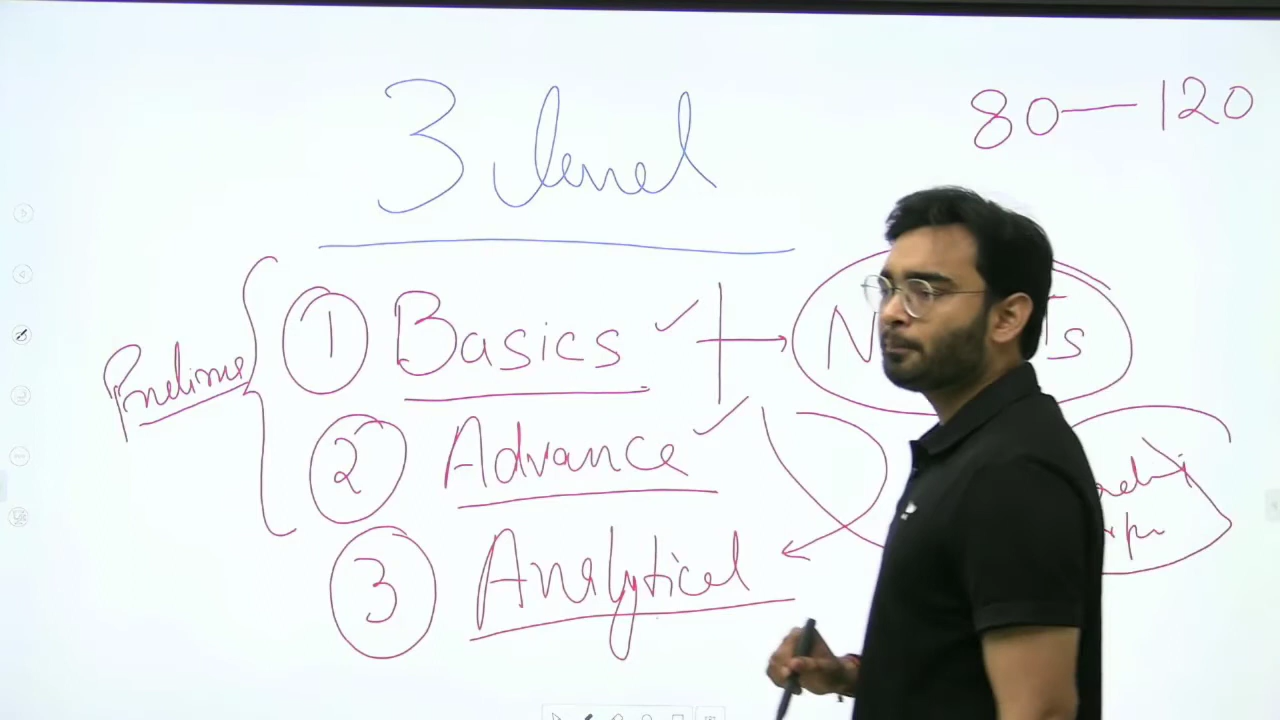 3 level
80—120
Prelims
1 Basics
2 Advance
3 Analytical